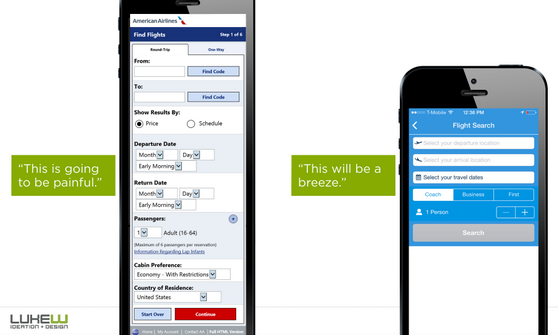 American Airlines
Find Flights
Step 1 of 6
Round-Trip
One-Way
From:
Find Code
To:
Find Code
Show Results By:
Price
Schedule
Departure Date
Month
Day
Early Morning
Return Date
Month
Day
Early Morning
Passengers:
+
1
Adult (16-64)
(Maximum of 6 passengers per reservation)
Information Regarding Lap Infants
Cabin Preference:
Economy - With Restrictions
Country of Residence:
United States
Start Over
Continue
Home | My Account | Contact AA | Full HTML Version
"This is going
to be painful."
"This will be a
breeze."
T-Mobile
12:36 PM
Flight Search
Select your departure location
Select your arrival location
Select your travel dates
Coach
Business
First
1 Person
Search
LUKEW
IDEATION + DESIGN